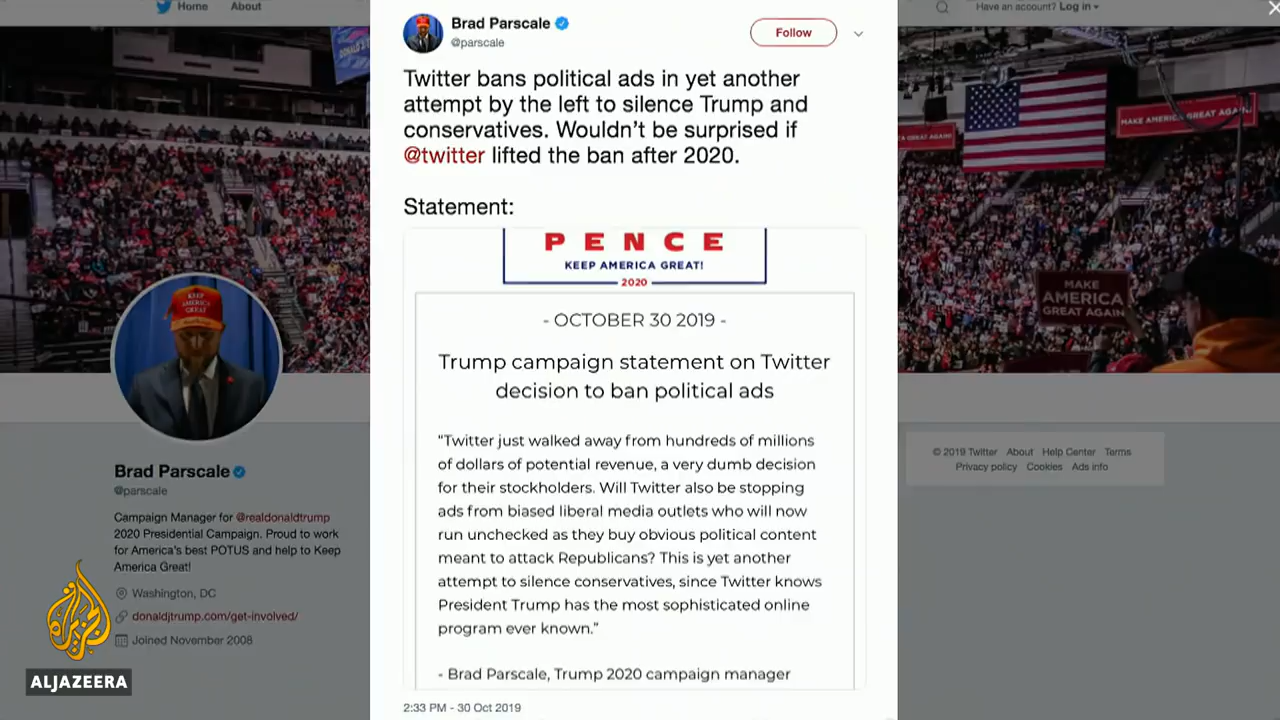 Home About
Have an account? Log in
Brad Parscale
@parscale
Follow
Twitter bans political ads in yet another
attempt by the left to silence Trump and
conservatives. Wouldn't be surprised if
@twitter lifted the ban after 2020.
Statement:
PENCE
KEEP AMERICA GREAT!
2020
- OCTOBER 30 2019 -
Trump campaign statement on Twitter
decision to ban political ads
"Twitter just walked away from hundreds of millions
of dollars of potential revenue, a very dumb decision
for their stockholders. Will Twitter also be stopping
ads from biased liberal media outlets who will now
run unchecked as they buy obvious political content
meant to attack Republicans? This is yet another
attempt to silence conservatives, since Twitter knows
President Trump has the most sophisticated online
program ever known."
- Brad Parscale, Trump 2020 campaign manager
2:33 PM - 30 Oct 2019
KEEP
AMERICA
GREAT
Brad Parscale
@parscale
Campaign Manager for @realdonaldtrump
2020 Presidential Campaign. Proud to work
for America's best POTUS and help to Keep
America Great!
Washington, DC
donaldjtrump.com/get-involved/
Joined November 2008
MAKE AMERICA GREAT AGAIN!
MAKE
AMERICA
GREAT AGAIN!
© 2019 Twitter About Help Center Terms
Privacy policy Cookies Ads info
الجزيرة
ALJAZEERA